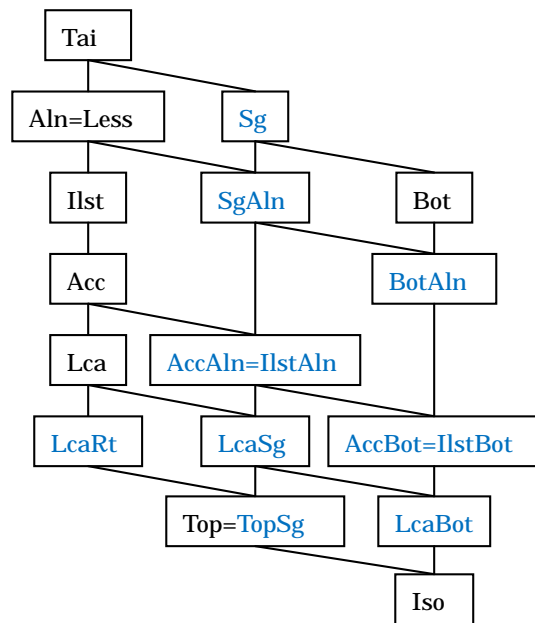 Tai
Aln=Less
Sg
Ilst
SgAln
Bot
Acc
BotAln
Lca
AccAln=IlstAln
LcaRt
LcaSg
AccBot=IlstBot
Top=TopSg
LcaBot
Iso